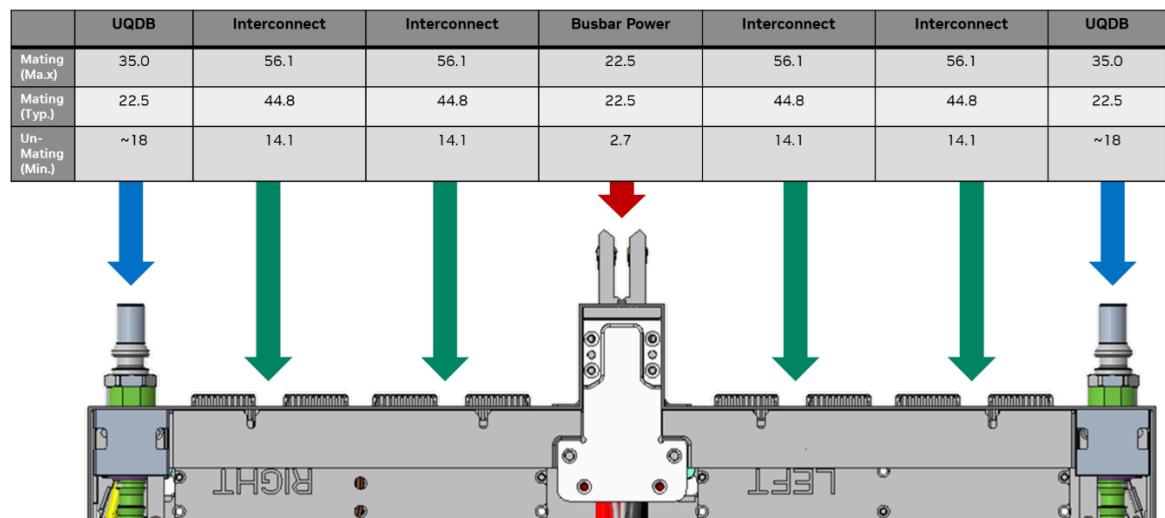 UQDB Interconnect Interconnect Busbar Power Interconnect Interconnect UQDB
Mating
(Ma.x) 35.0 56.1 56.1 22.5 56.1 56.1 35.0
Mating
(Typ.) 22.5 44.8 44.8 22.5 44.8 44.8 22.5
Un-
Mating
(Min.) ~18 14.1 14.1 2.7 14.1 14.1 ~18
RIGHT LEFT